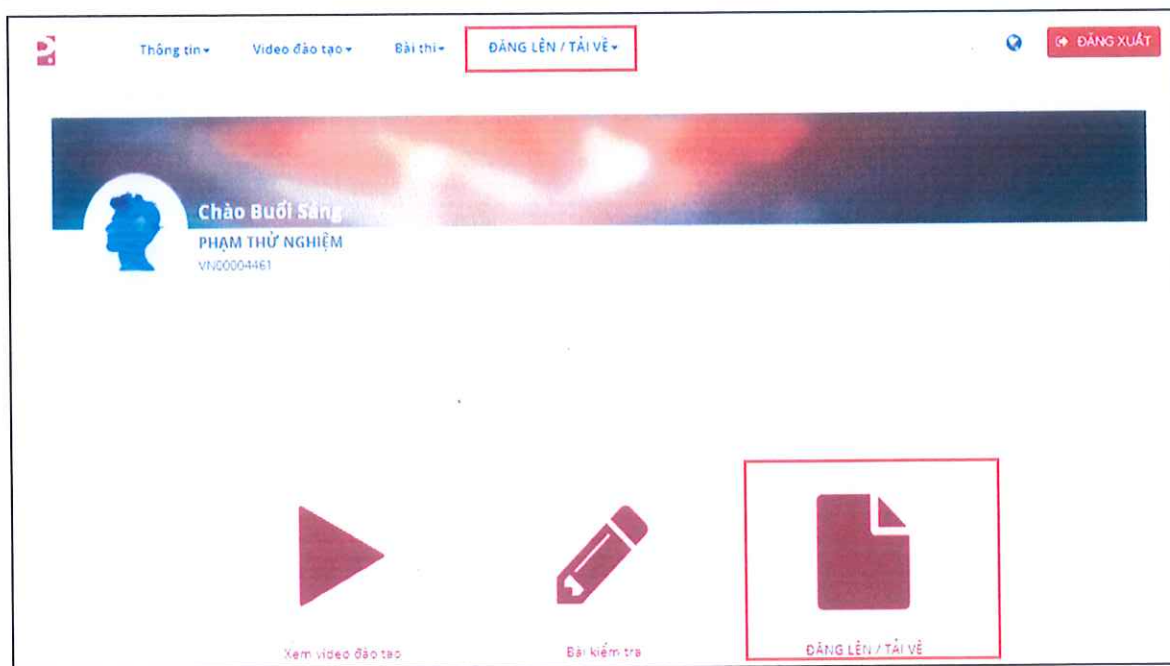 Thông tin
Video đào tạo
Bài thi
ĐĂNG LÊN / TẢI VỀ
ĐĂNG XUẤT
Chào Buổi Sáng
PHẠM THỬ NGHIỆM
VN00004461
Xem video đào tạo
Bài kiểm tra
ĐĂNG LÊN / TẢI VỀ